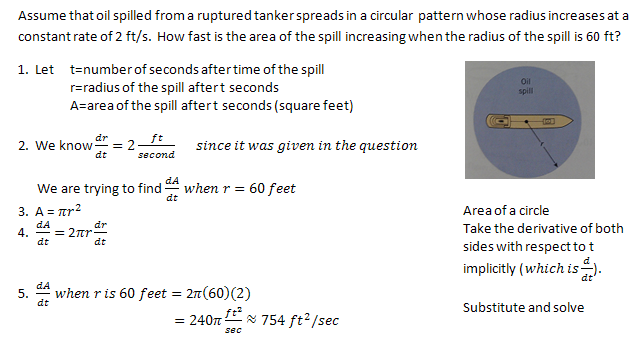 Assume that oil spilled from a ruptured tanker spreads in a circular pattern whose radius increases at a
constant rate of 2 ft/s. How fast is the area of the spill increasing when the radius of the spill is 60 ft?
1. Let t=number of seconds after time of the spill
r=radius of the spill after t seconds
A=area of the spill after t seconds (square feet)
Oil
spill
2. We know dr/dt = 2 ft/second since it was given in the question
We are trying to find dA/dt when r = 60 feet
3. A = πr² Area of a circle
4. dA/dt = 2πr dr/dt Take the derivative of both
sides with respect to t
implicitly (which is d/dt).
5. dA/dt when r is 60 feet = 2π(60)(2)
Substitute and solve
= 240π ft²/sec ≈ 754 ft²/sec